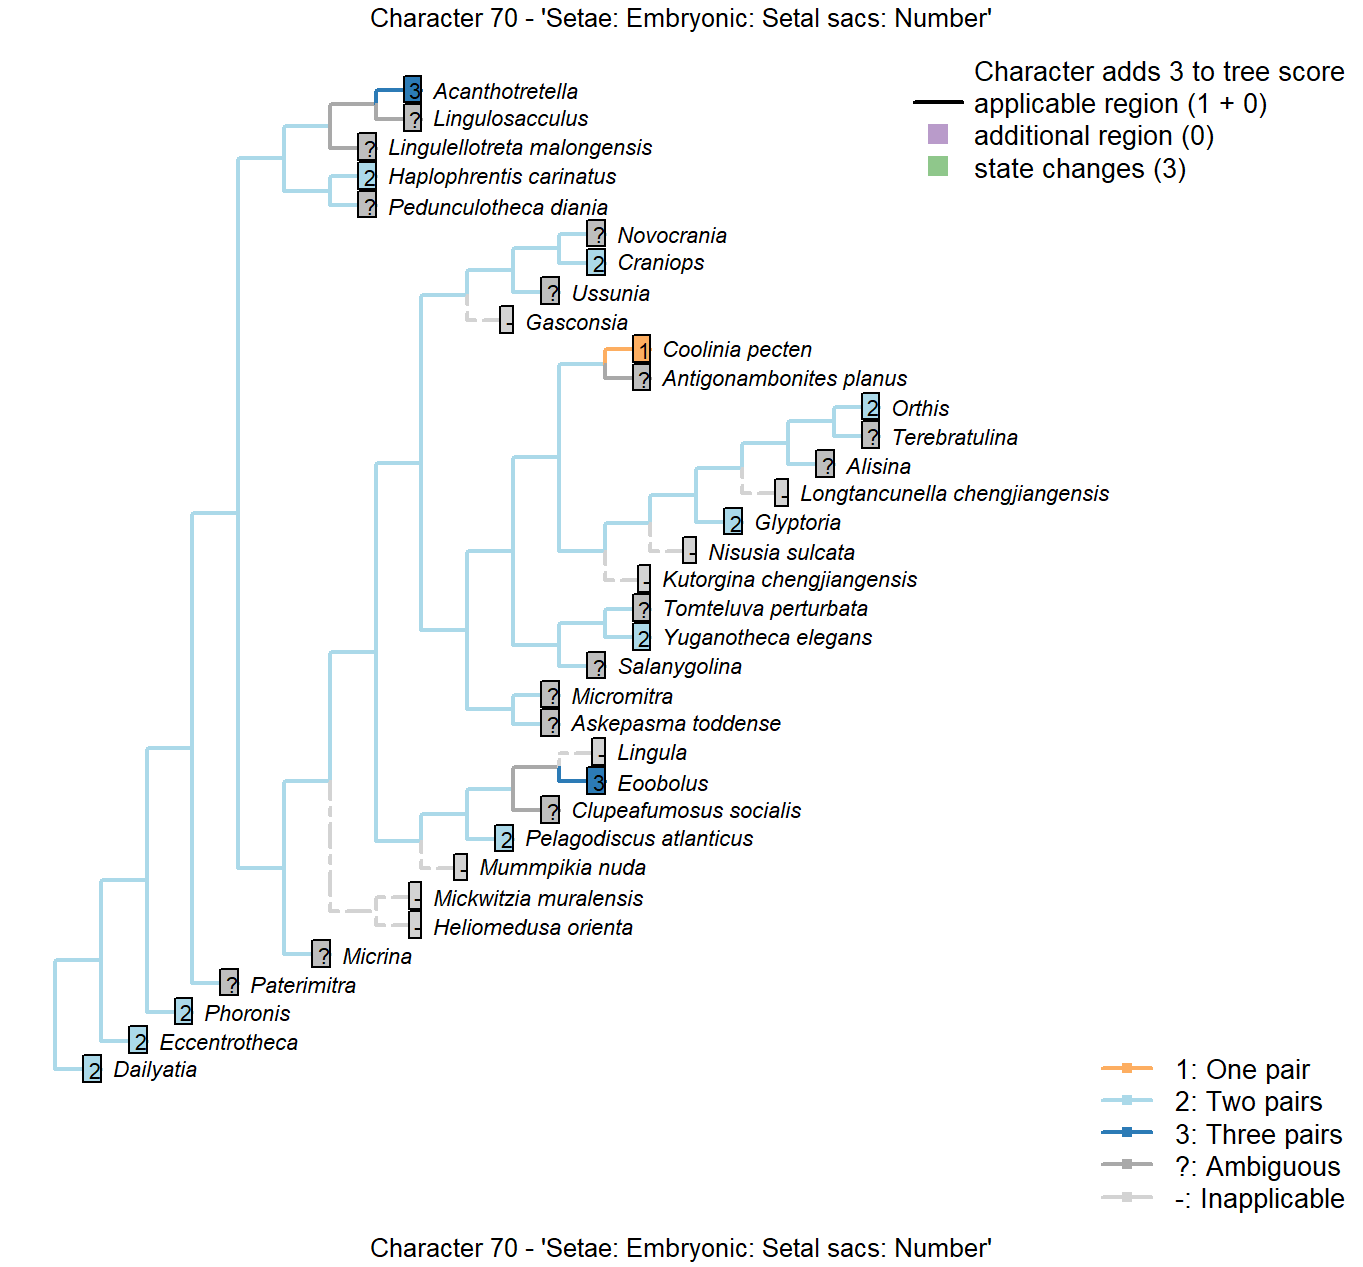 Character 70 - 'Setae: Embryonic: Setal sacs: Number'
Character adds 3 to tree score
applicable region (1 + 0)
additional region (0)
state changes (3)
3 Acanthotretella
? Lingulosacculus
? Lingulellotreta malongensis
2 Haplophrentis carinatus
? Pedunculotheca diania
? Novocrania
2 Craniops
? Ussunia
- Gasconsia
1 Coolinia pecten
? Antigonambonites planus
2 Orthis
? Terebratulina
? Alisina
- Longtancunella chengjiangensis
2 Glyptoria
- Nisusia sulcata
- Kutorgina chengjiangensis
? Tomteluva perturbata
2 Yuganotheca elegans
? Salanygolina
? Micromitra
? Askepasma toddense
- Lingula
3 Eoobolus
? Clupeafumosus socialis
2 Pelagodiscus atlanticus
- Mummpikia nuda
- Mickwitzia muralensis
- Heliomedusa orienta
? Micrina
? Paterimitra
2 Phoronis
2 Eccentrotheca
2 Dailyatia
1: One pair
2: Two pairs
3: Three pairs
?: Ambiguous
-: Inapplicable
Character 70 - 'Setae: Embryonic: Setal sacs: Number'